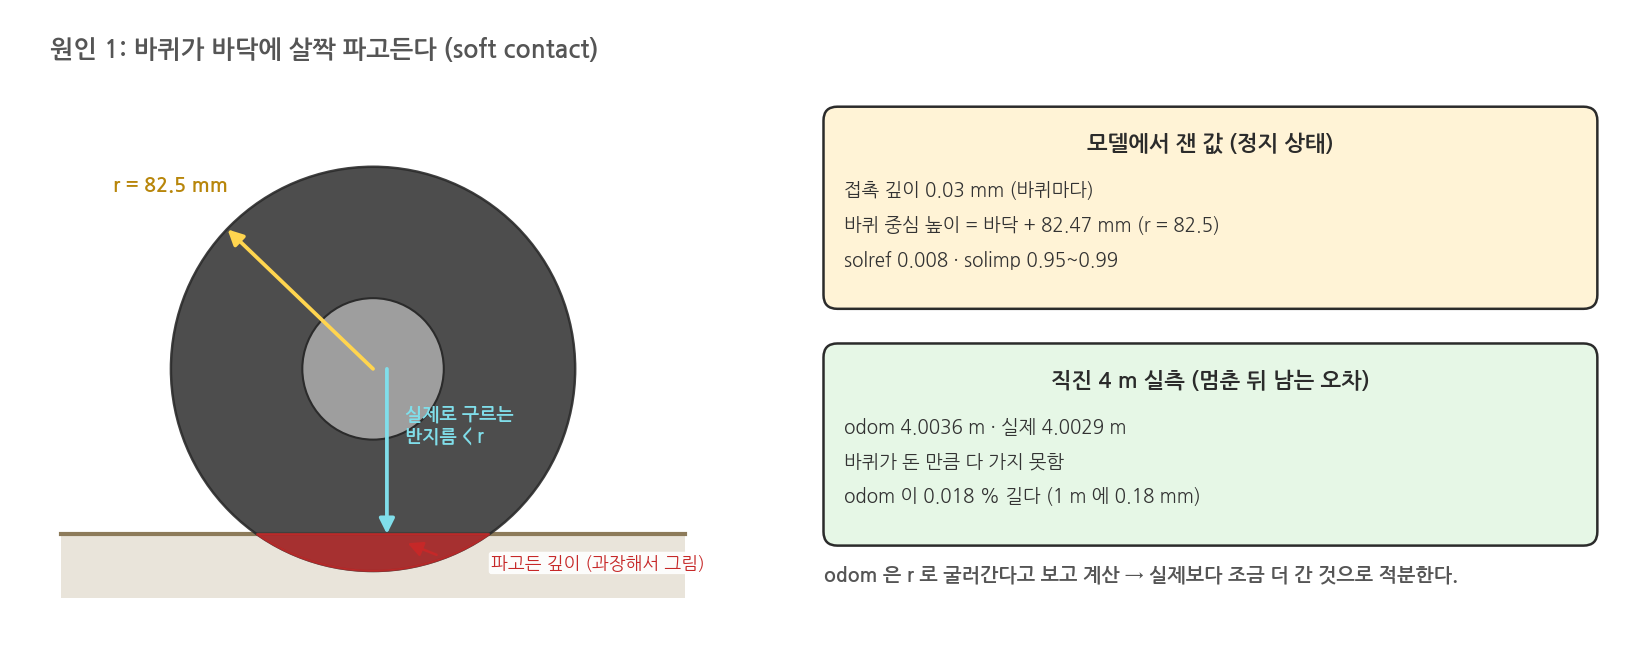 원인 1: 바퀴가 바닥에 살짝 파고든다 (soft contact)
r = 82.5 mm
실제로 구르는
반지름 < r
파고든 깊이 (과장해서 그림)
모델에서 잰 값 (정지 상태)
접촉 깊이 0.03 mm (바퀴마다)
바퀴 중심 높이 = 바닥 + 82.47 mm (r = 82.5)
solref 0.008 · solimp 0.95~0.99
직진 4 m 실측 (멈춘 뒤 남는 오차)
odom 4.0036 m · 실제 4.0029 m
바퀴가 돈 만큼 다 가지 못함
odom 이 0.018 % 길다 (1 m 에 0.18 mm)
odom 은 r 로 굴러간다고 보고 계산 → 실제보다 조금 더 간 것으로 적분한다.